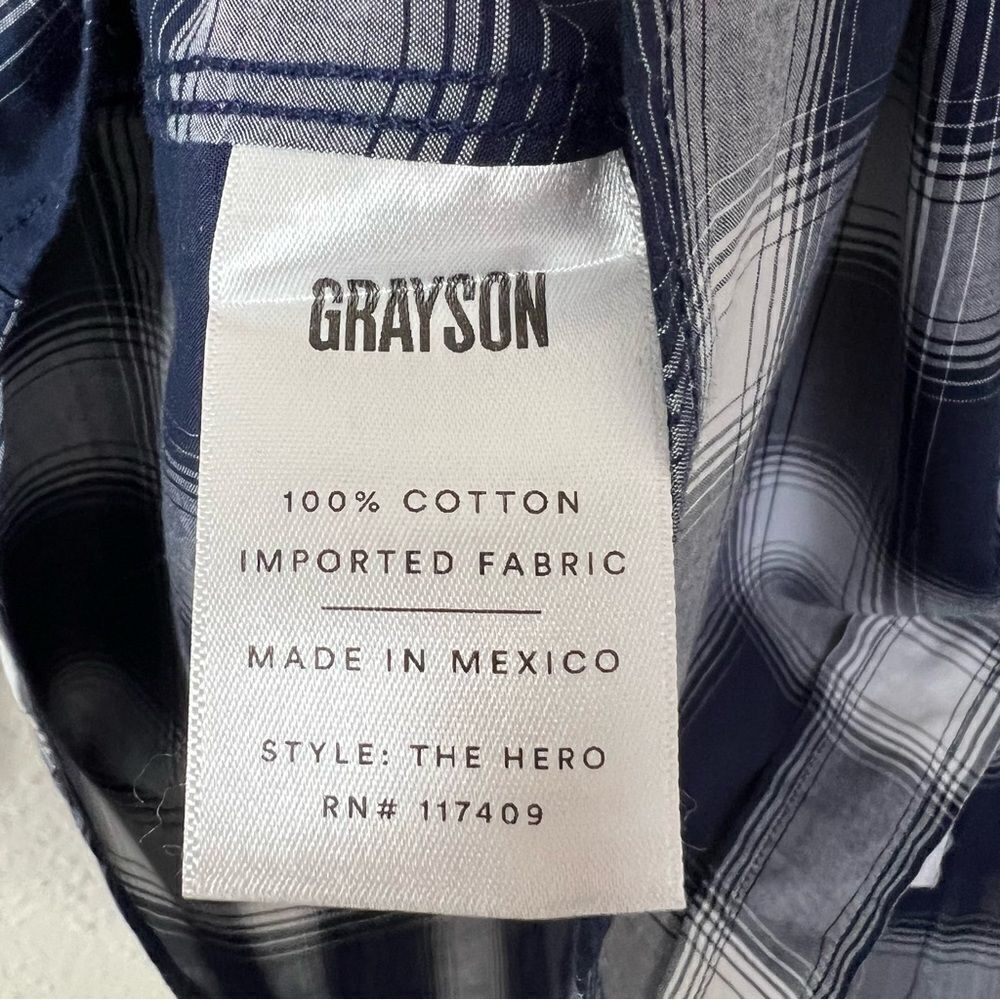 GRAYSON
100% COTTON
IMPORTED FABRIC
MADE IN MEXICO
STYLE: THE HERO
RN# 117409